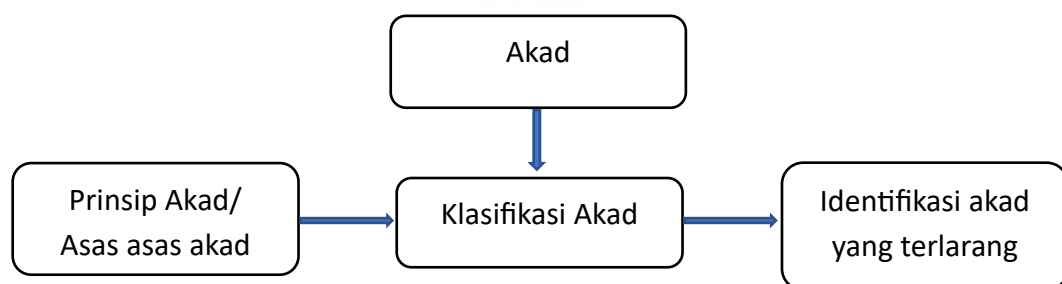 Akad
Prinsip Akad/
Asas asas akad
Klasifikasi Akad
Identifikasi akad
yang terlarang